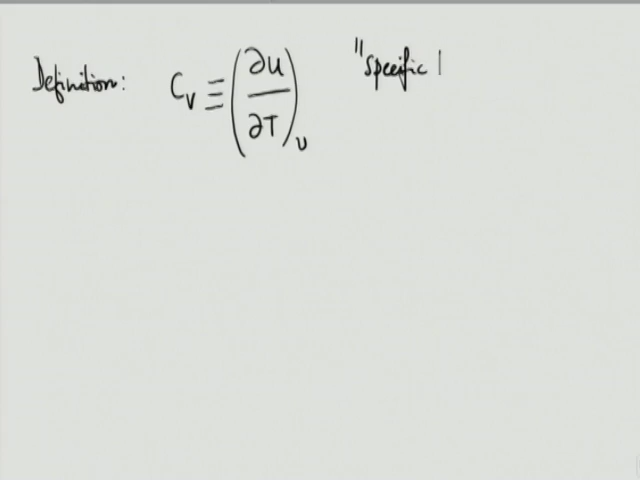 Definition: C_v ≡ (∂u/∂T)_v "Specific